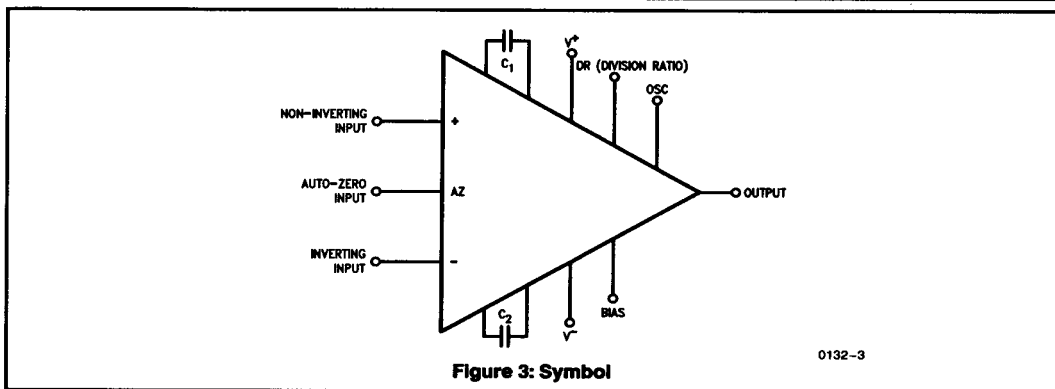 C₁
V⁺
DR (DIVISION RATIO)
OSC
NON-INVERTING
INPUT
+
AUTO-ZERO
INPUT
AZ
OUTPUT
INVERTING
INPUT
−
C₂
V⁻
BIAS
0132-3
Figure 3: Symbol